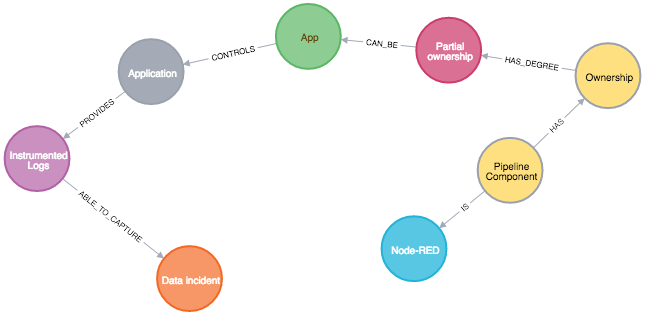 App
CAN_BE
Partial
ownership
HAS_DEGREE
Ownership
CONTROLS
Application
PROVIDES
HAS
Instrumented
Logs
Pipeline
Component
ABLE_TO_CAPTURE
IS
Node-RED
Data Incident